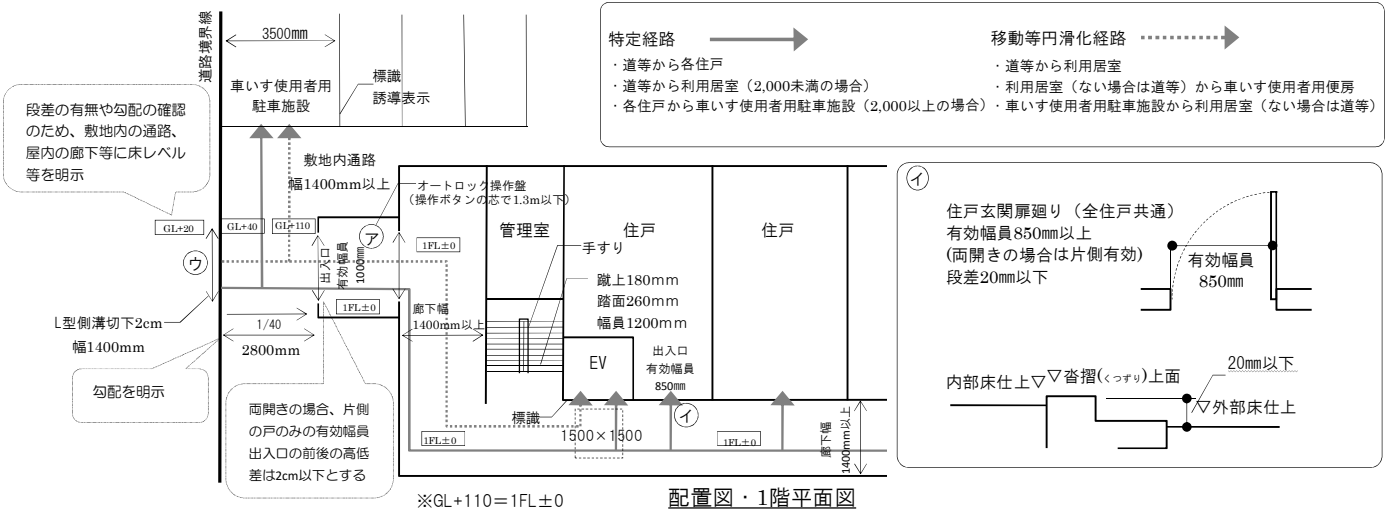 道路境界線
3500mm
車いす使用者用
駐車施設
標識
誘導表示
特定経路
・道等から各住戸
・道等から利用居室（2,000未満の場合）
・各住戸から車いす使用者用駐車施設（2,000以上の場合）
移動等円滑化経路
・道等から利用居室
・利用居室（ない場合は道等）から車いす使用者用便房
・車いす使用者用駐車施設から利用居室（ない場合は道等）
段差の有無や勾配の確認
のため、敷地内の通路、
屋内の廊下等に床レベル
等を明示
敷地内通路
幅1400mm以上
オートロック操作盤
（操作ボタンの芯で1.3m以下）
GL+20
GL+40
GL+110
ア
1FL±0
ウ
出入口
有効幅員
1000mm
1FL±0
管理室
住戸
住戸
手すり
蹴上180mm
踏面260mm
幅員1200mm
L型側溝切下2cm
幅1400mm
1/40
2800mm
廊下幅
1400mm以上
EV
出入口
有効幅員
850mm
勾配を明示
両開きの場合、片側
の戸のみの有効幅員
出入口の前後の高低
差は2cm以下とする
標識
イ
1500×1500
1FL±0
1FL±0
廊下幅
1400mm以上
※GL+110＝1FL±0
配置図・1階平面図
イ
住戸玄関扉廻り（全住戸共通）
有効幅員850mm以上
(両開きの場合は片側有効)
段差20mm以下
有効幅員
850mm
内部床仕上▽
▽沓摺(くつずり)上面
20mm以下
▽外部床仕上